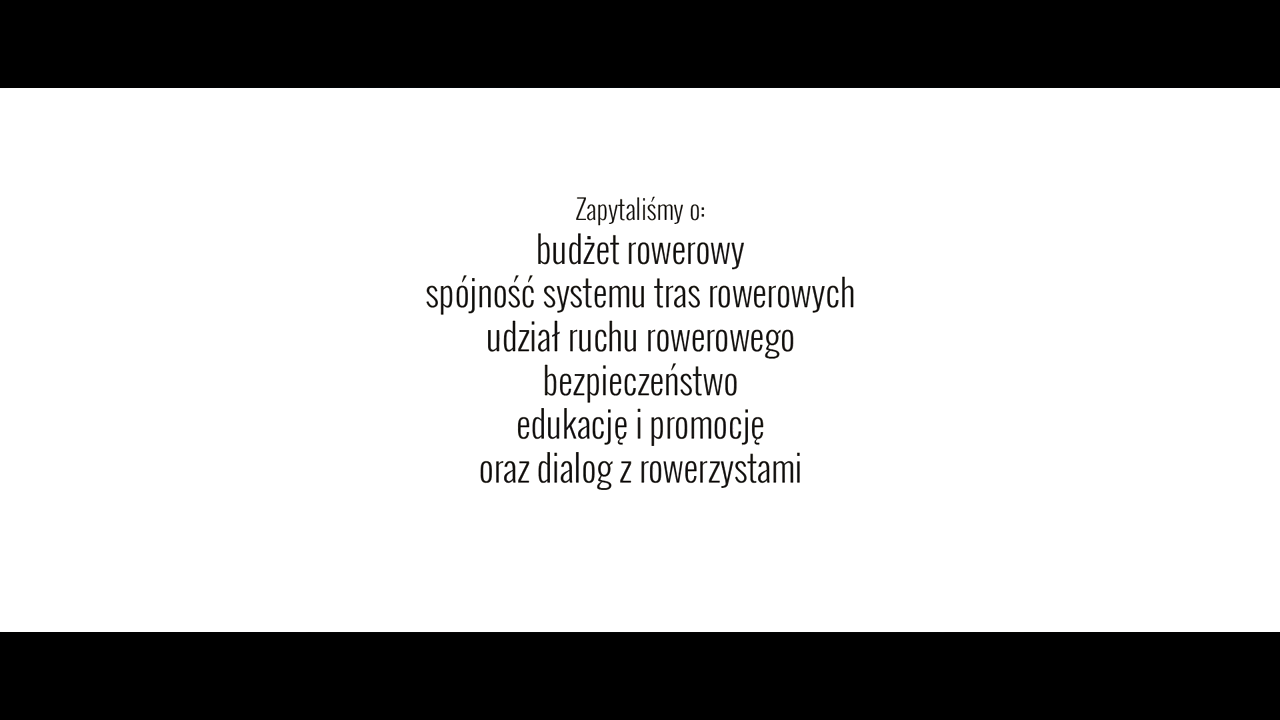 Zapytaliśmy o:
budżet rowerowy
spójność systemu tras rowerowych
udział ruchu rowerowego
bezpieczeństwo
edukację i promocję
oraz dialog z rowerzystami